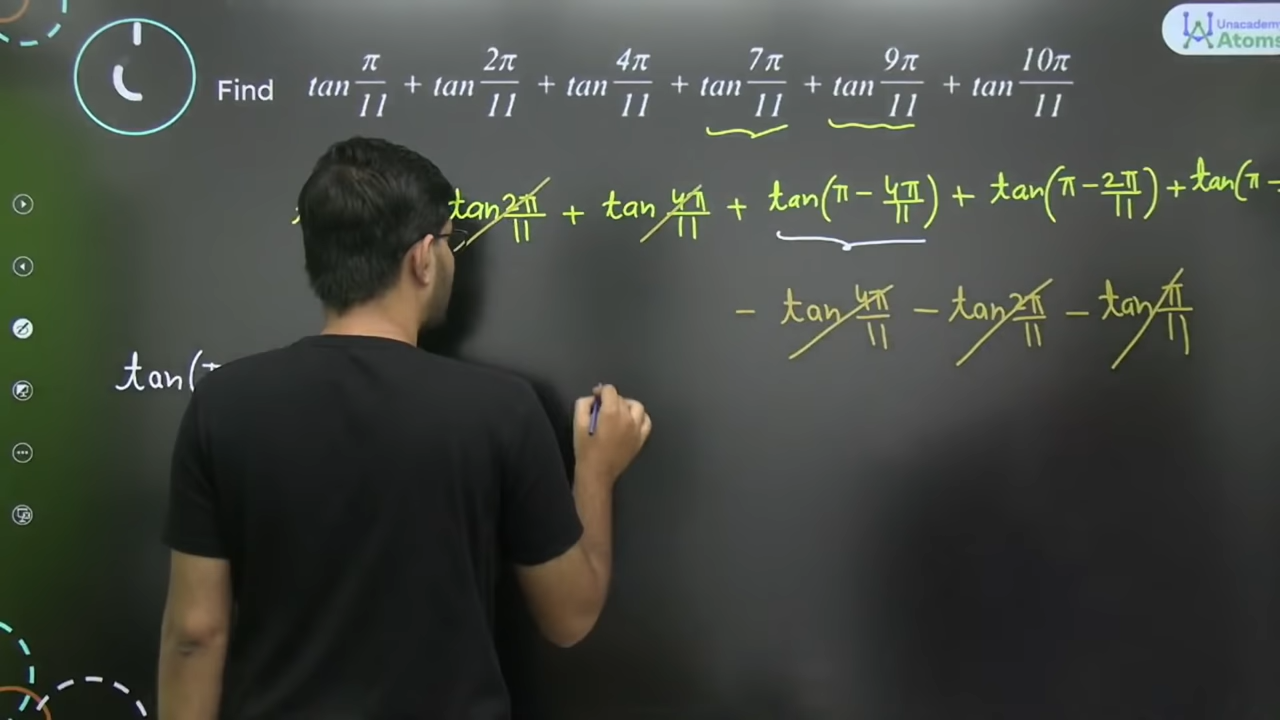 Unacademy
Atoms
Find tan π/11 + tan 2π/11 + tan 4π/11 + tan 7π/11 + tan 9π/11 + tan 10π/11
tan 2π/11 + tan 4π/11 + tan(π − 4π/11) + tan(π − 2π/11) + tan(π −
− tan 4π/11 − tan 2π/11 − tan π/11
tan(π